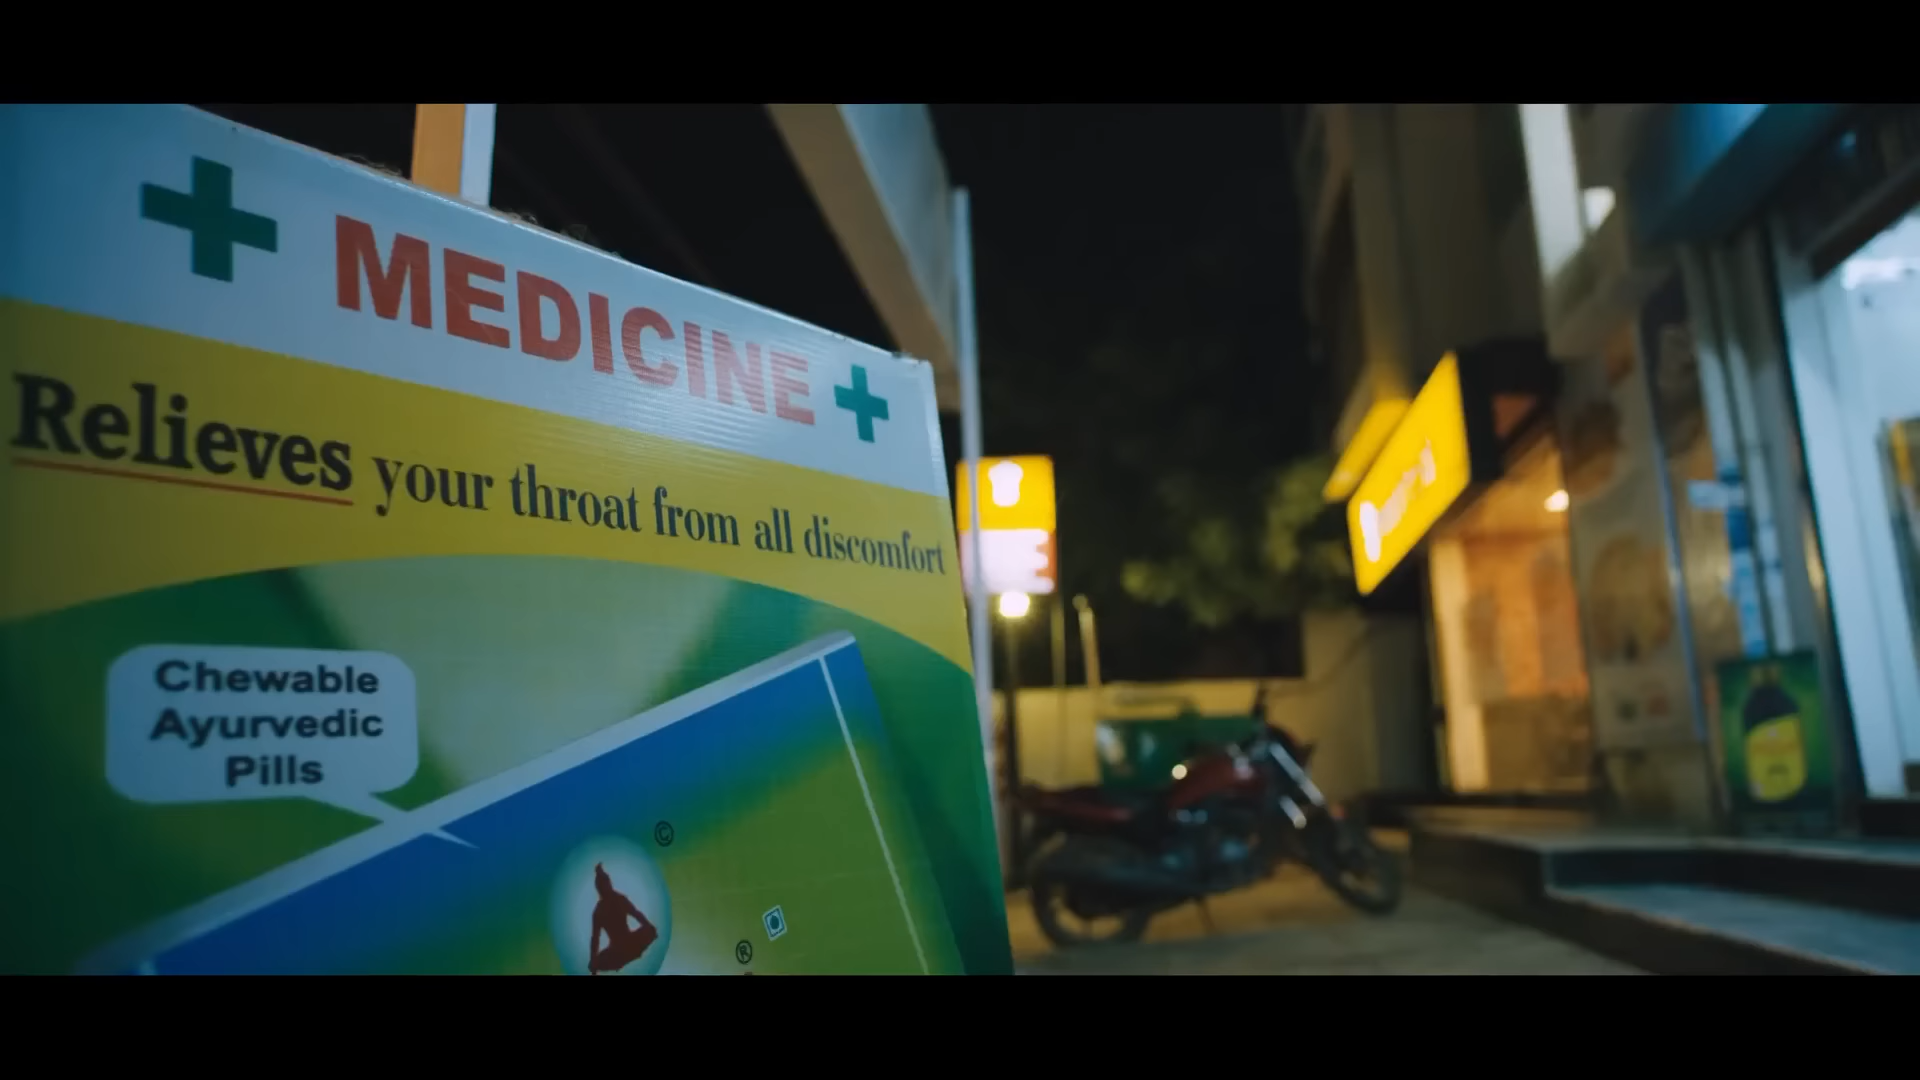 MEDICINE
Relieves your throat from all discomfort
Chewable
Ayurvedic
Pills
©
®